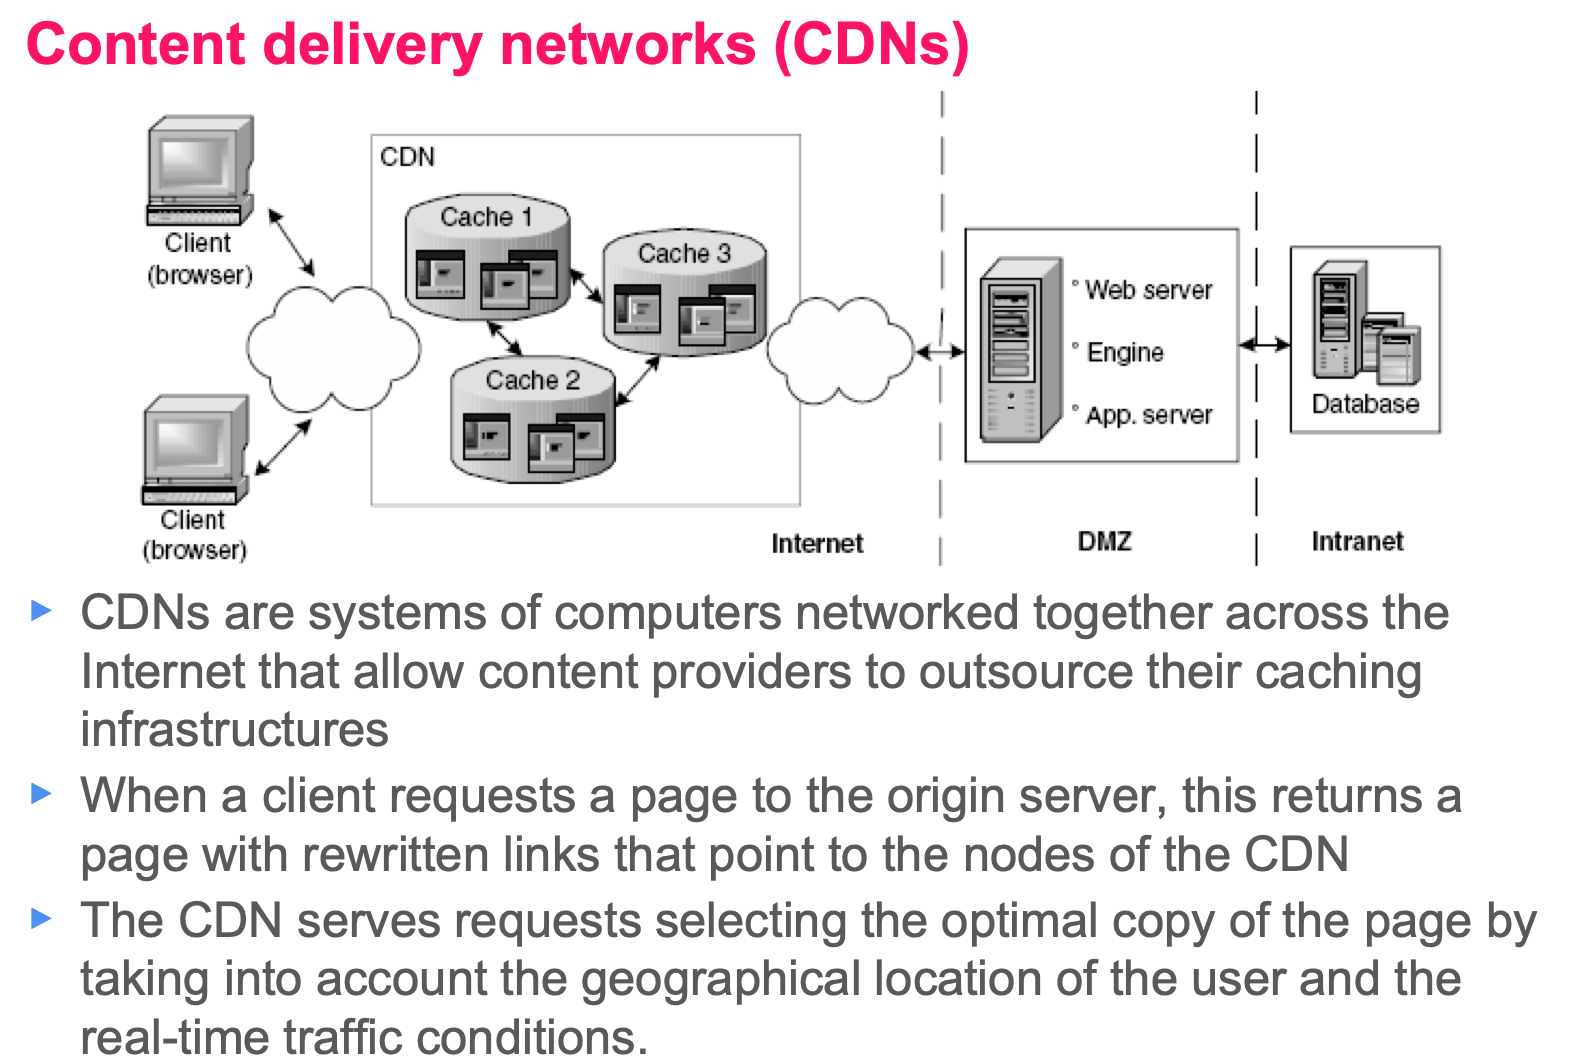 Content delivery networks (CDNs)
CDN
Cache 1
Cache 3
Cache 2
Client
(browser)
Client
(browser)
° Web server
° Engine
° App. server
Database
Internet
DMZ
Intranet
► CDNs are systems of computers networked together across the
Internet that allow content providers to outsource their caching
infrastructures
► When a client requests a page to the origin server, this returns a
page with rewritten links that point to the nodes of the CDN
► The CDN serves requests selecting the optimal copy of the page by
taking into account the geographical location of the user and the
real-time traffic conditions.